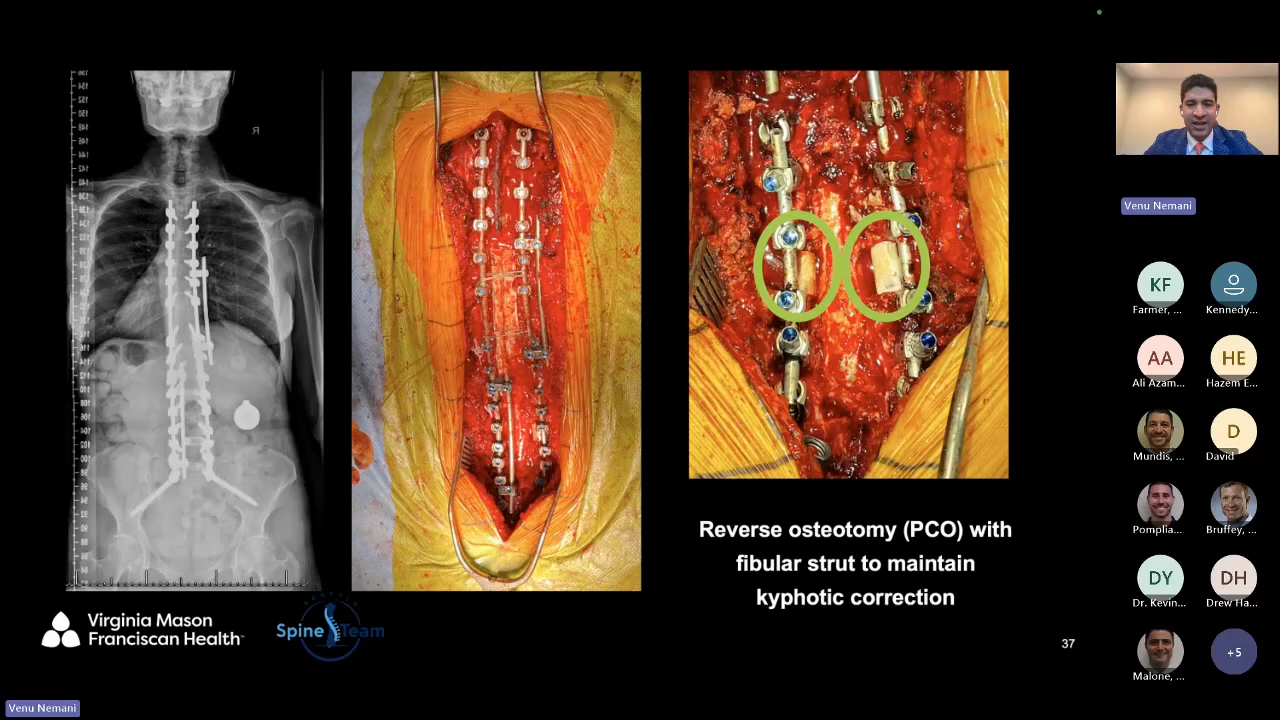 Venu Nemani
KF
Farmer, ...
Kennedy...
AA
Ali Azam...
HE
Hazem E...
Mundis, ...
D
David
Pomplia...
Bruffey, ...
DY
Dr. Kevin...
DH
Drew Ha...
Malone, ...
+5
R
Reverse osteotomy (PCO) with
fibular strut to maintain
kyphotic correction
Virginia Mason
Franciscan Health
Spine Team
37
Venu Nemani